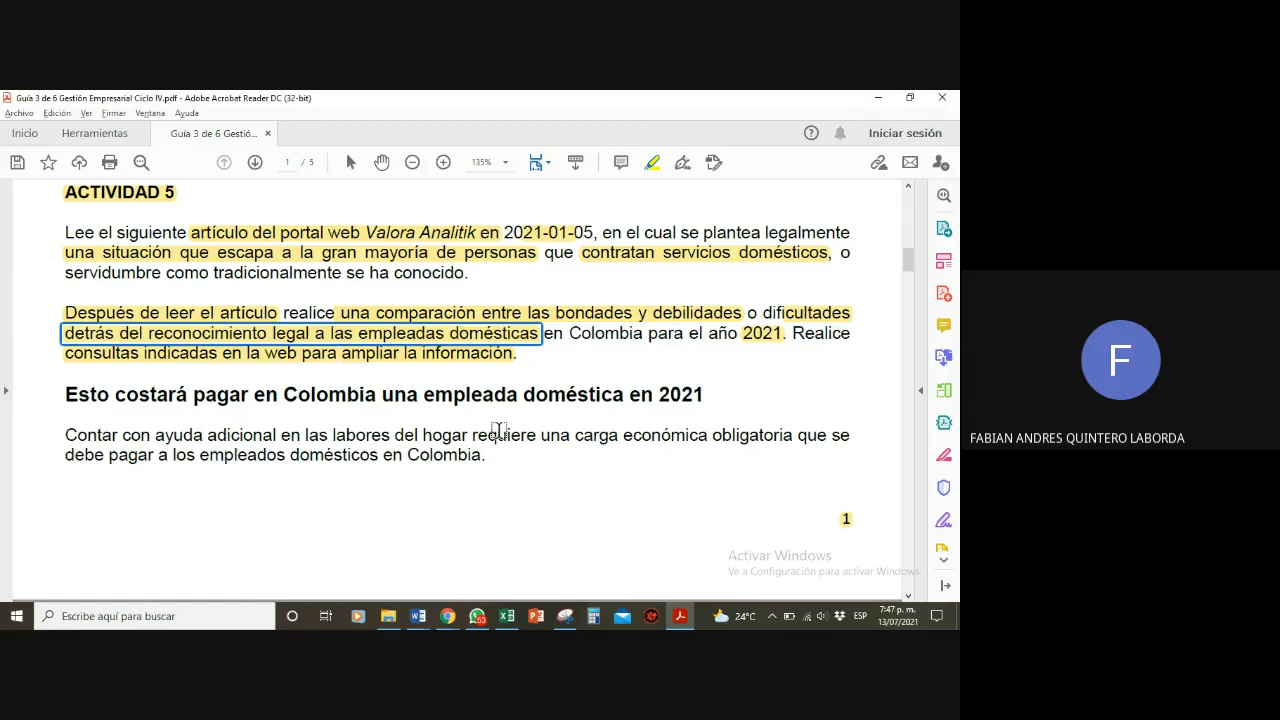 Guía 3 de 6 Gestión Empresarial Ciclo IV.pdf - Adobe Acrobat Reader DC (32-bit)
Archivo Edición Ver Firmar Ventana Ayuda
Inicio Herramientas Guía 3 de 6 Gestió... × Iniciar sesión
1 / 5 135%
ACTIVIDAD 5
Lee el siguiente artículo del portal web Valora Analitik en 2021-01-05, en el cual se plantea legalmente
una situación que escapa a la gran mayoría de personas que contratan servicios domésticos, o
servidumbre como tradicionalmente se ha conocido.
Después de leer el artículo realice una comparación entre las bondades y debilidades o dificultades
detrás del reconocimiento legal a las empleadas domésticas en Colombia para el año 2021. Realice
consultas indicadas en la web para ampliar la información.
Esto costará pagar en Colombia una empleada doméstica en 2021
Contar con ayuda adicional en las labores del hogar requiere una carga económica obligatoria que se
debe pagar a los empleados domésticos en Colombia.
1
Activar Windows
Ve a Configuración para activar Windows.
Escribe aquí para buscar
53
24°C ESP
7:47 p. m.
13/07/2021
F
FABIAN ANDRES QUINTERO LABORDA